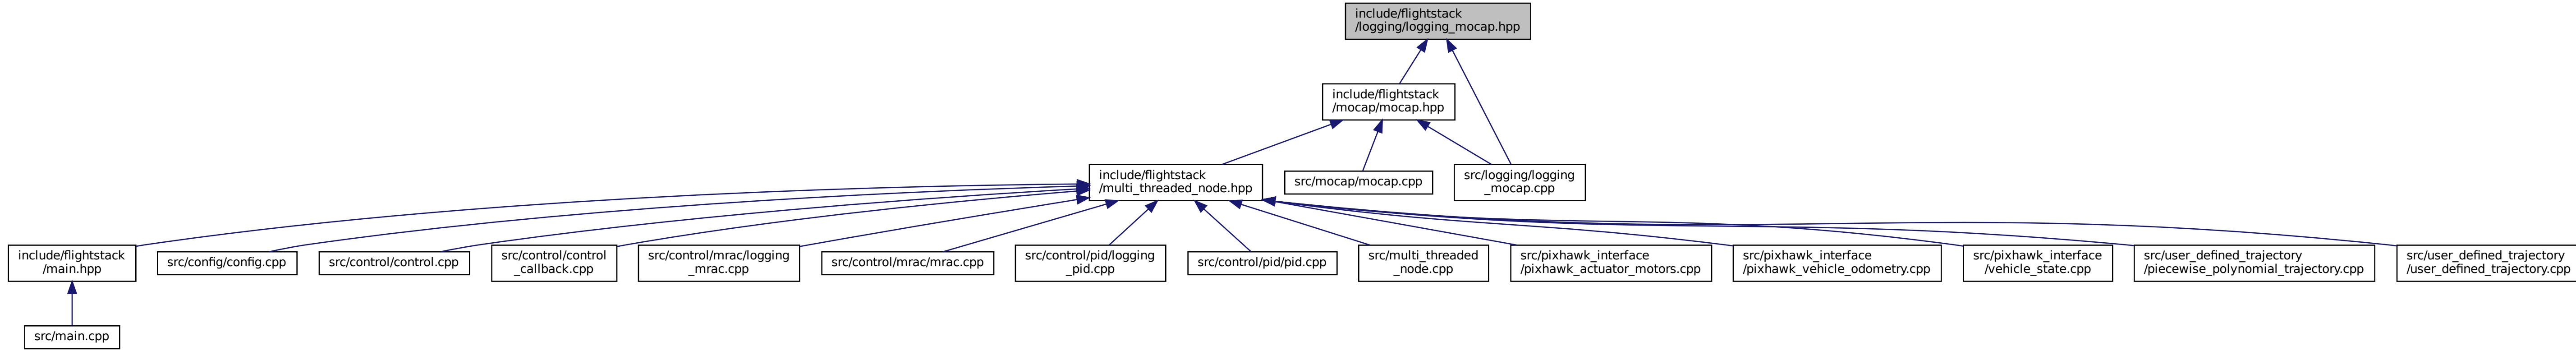 include/flightstack
/logging/logging_mocap.hpp
include/flightstack
/mocap/mocap.hpp
include/flightstack
/multi_threaded_node.hpp
src/mocap/mocap.cpp
src/logging/logging
_mocap.cpp
include/flightstack
/main.hpp
src/config/config.cpp
src/control/control.cpp
src/control/control
_callback.cpp
src/control/mrac/logging
_mrac.cpp
src/control/mrac/mrac.cpp
src/control/pid/logging
_pid.cpp
src/control/pid/pid.cpp
src/multi_threaded
_node.cpp
src/pixhawk_interface
/pixhawk_actuator_motors.cpp
src/pixhawk_interface
/pixhawk_vehicle_odometry.cpp
src/pixhawk_interface
/vehicle_state.cpp
src/user_defined_trajectory
/piecewise_polynomial_trajectory.cpp
src/user_defined_trajectory
/user_defined_trajectory.cpp
src/main.cpp